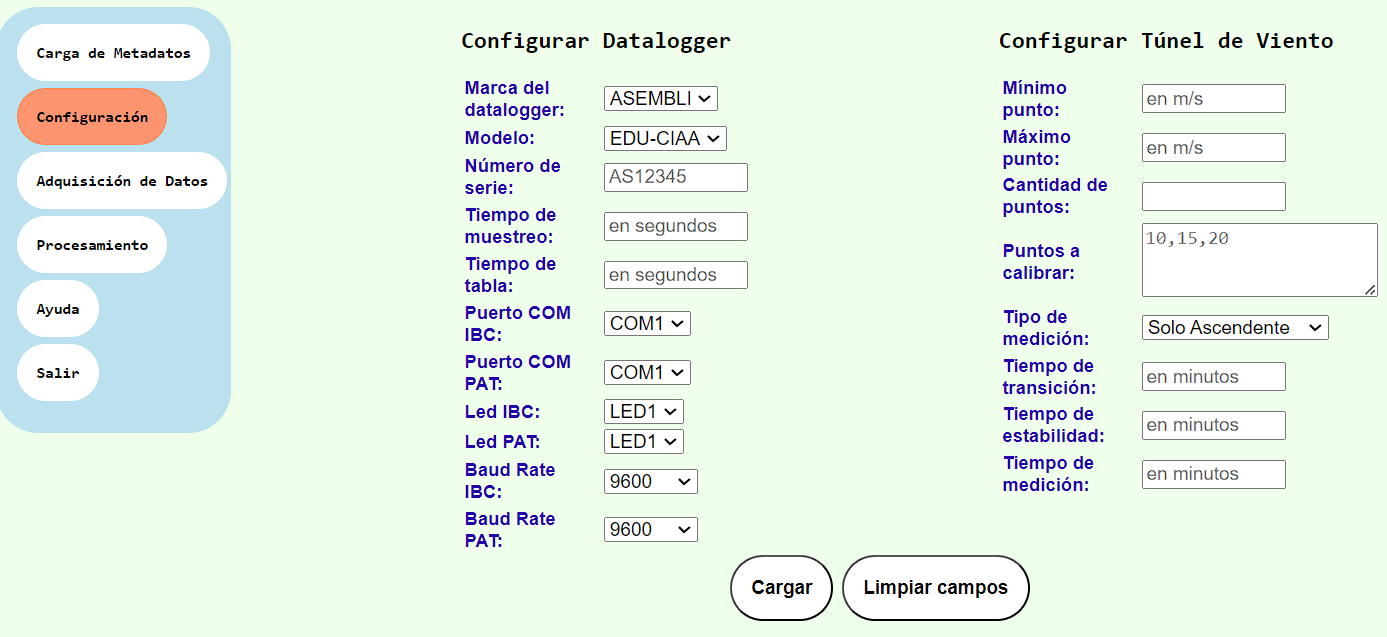 Carga de Metadatos
Configuración
Adquisición de Datos
Procesamiento
Ayuda
Salir
Configurar Datalogger
Marca del
datalogger:
ASEMBLI
Modelo:
EDU-CIAA
Número de
serie:
AS12345
Tiempo de
muestreo:
en segundos
Tiempo de
tabla:
en segundos
Puerto COM
IBC:
COM1
Puerto COM
PAT:
COM1
Led IBC:
LED1
Led PAT:
LED1
Baud Rate
IBC:
9600
Baud Rate
PAT:
9600
Configurar Túnel de Viento
Mínimo
punto:
en m/s
Máximo
punto:
en m/s
Cantidad de
puntos:
Puntos a
calibrar:
10,15,20
Tipo de
medición:
Solo Ascendente
Tiempo de
transición:
en minutos
Tiempo de
estabilidad:
en minutos
Tiempo de
medición:
en minutos
Cargar
Limpiar campos